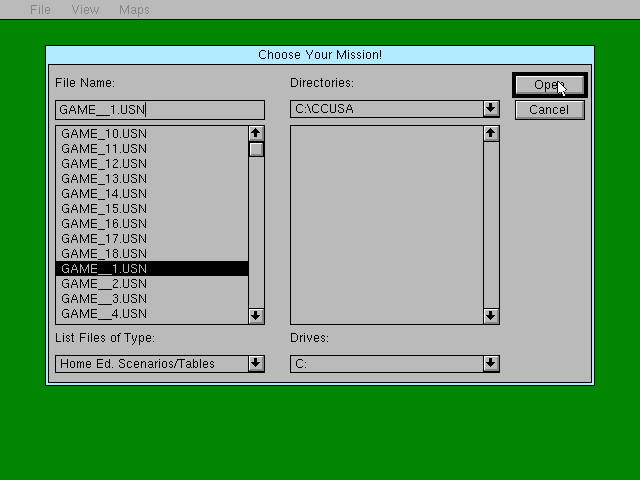 File View Maps
Choose Your Mission!
File Name:
Directories:
Open
GAME__1.USN
C:\CCUSA
Cancel
GAME_10.USN
GAME_11.USN
GAME_12.USN
GAME_13.USN
GAME_14.USN
GAME_15.USN
GAME_16.USN
GAME_17.USN
GAME_18.USN
GAME__1.USN
GAME__2.USN
GAME__3.USN
GAME__4.USN
List Files of Type:
Drives:
Home Ed. Scenarios/Tables
C: